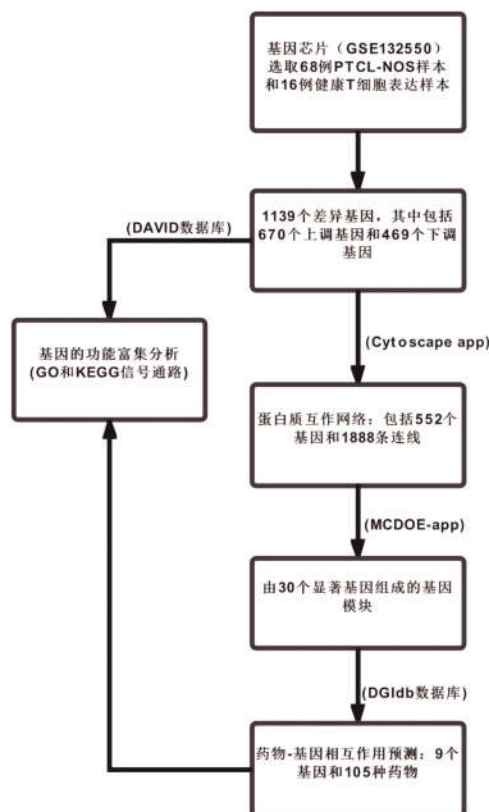 基因芯片（GSE132550）
选取68例PTCL-NOS样本
和16例健康T细胞表达样本
1139个差异基因，其中包括
670个上调基因和469个下调
基因
(DAVID数据库)
基因的功能富集分析
(GO和KEGG信号通路)
(Cytoscape app)
蛋白质互作网络：包括552个
基因和1888条连线
(MCDOE-app)
由30个显著基因组成的基因
模块
(DGIdb数据库)
药物-基因相互作用预测：9个
基因和105种药物